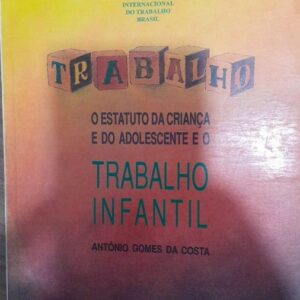 INTERNACIONAL
DO TRABALHO
BRASIL
TRABALHO
O ESTATUTO DA CRIANÇA
E DO ADOLESCENTE E O
TRABALHO
INFANTIL
ANTÔNIO GOMES DA COSTA